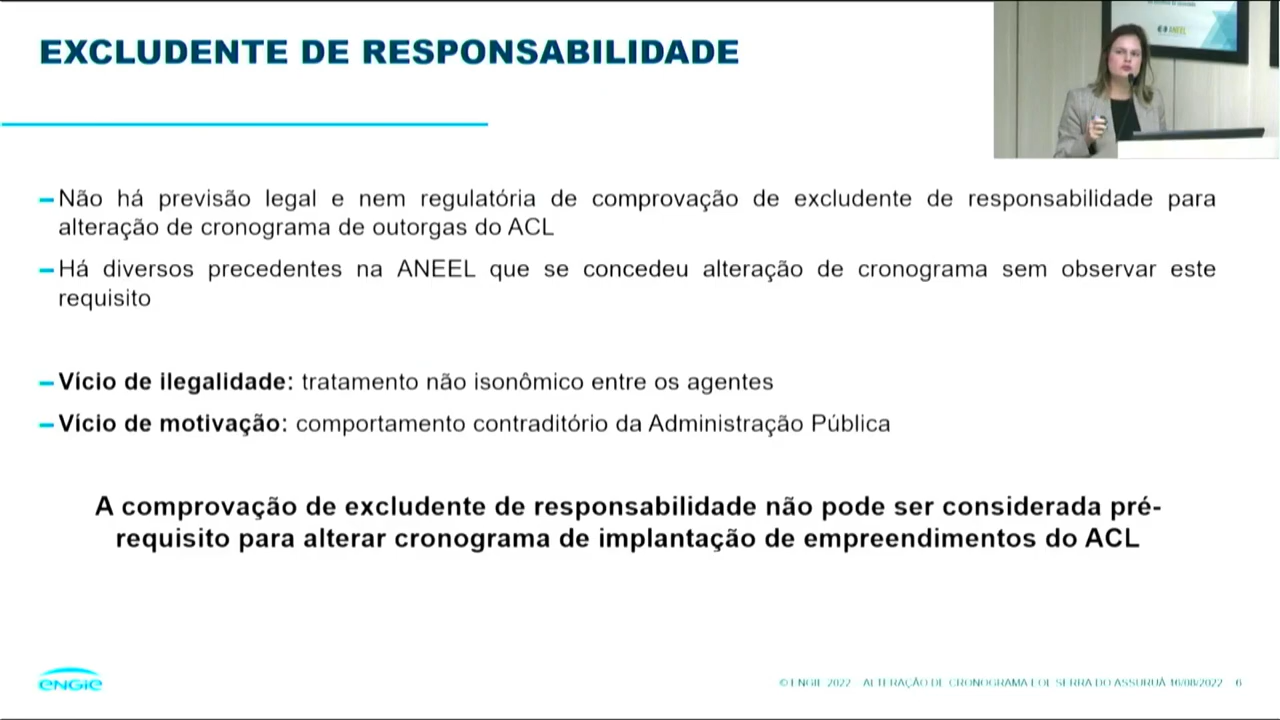 EXCLUDENTE DE RESPONSABILIDADE
ANEEL
Não há previsão legal e nem regulatória de comprovação de excludente de responsabilidade para
alteração de cronograma de outorgas do ACL
Há diversos precedentes na ANEEL que se concedeu alteração de cronograma sem observar este
requisito
Vício de ilegalidade: tratamento não isonômico entre os agentes
Vício de motivação: comportamento contraditório da Administração Pública
A comprovação de excludente de responsabilidade não pode ser considerada pré-
requisito para alterar cronograma de implantação de empreendimentos do ACL
ENGIE
© ENGIE 2022 ALTERAÇÃO DE CRONOGRAMA EOL SERRA DO ASSURUÁ 16/08/2022 6